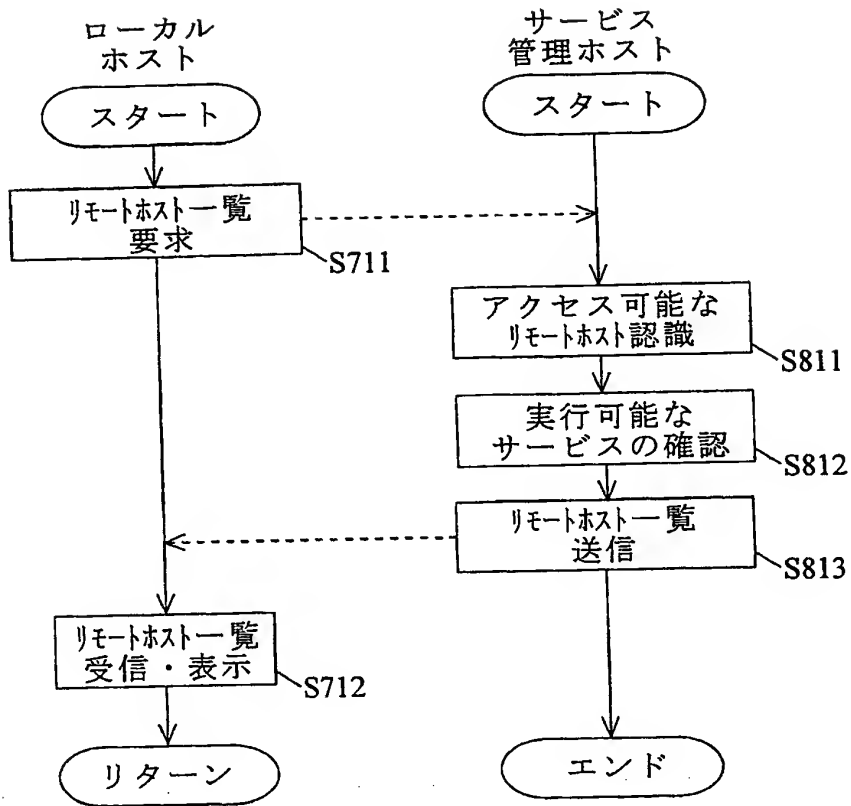 ローカル
ホスト
スタート
リモートホスト一覧
要求
S711
リモートホスト一覧
受信・表示
S712
リターン
サービス
管理ホスト
スタート
アクセス可能な
リモートホスト認識
S811
実行可能な
サービスの確認
S812
リモートホスト一覧
送信
S813
エンド